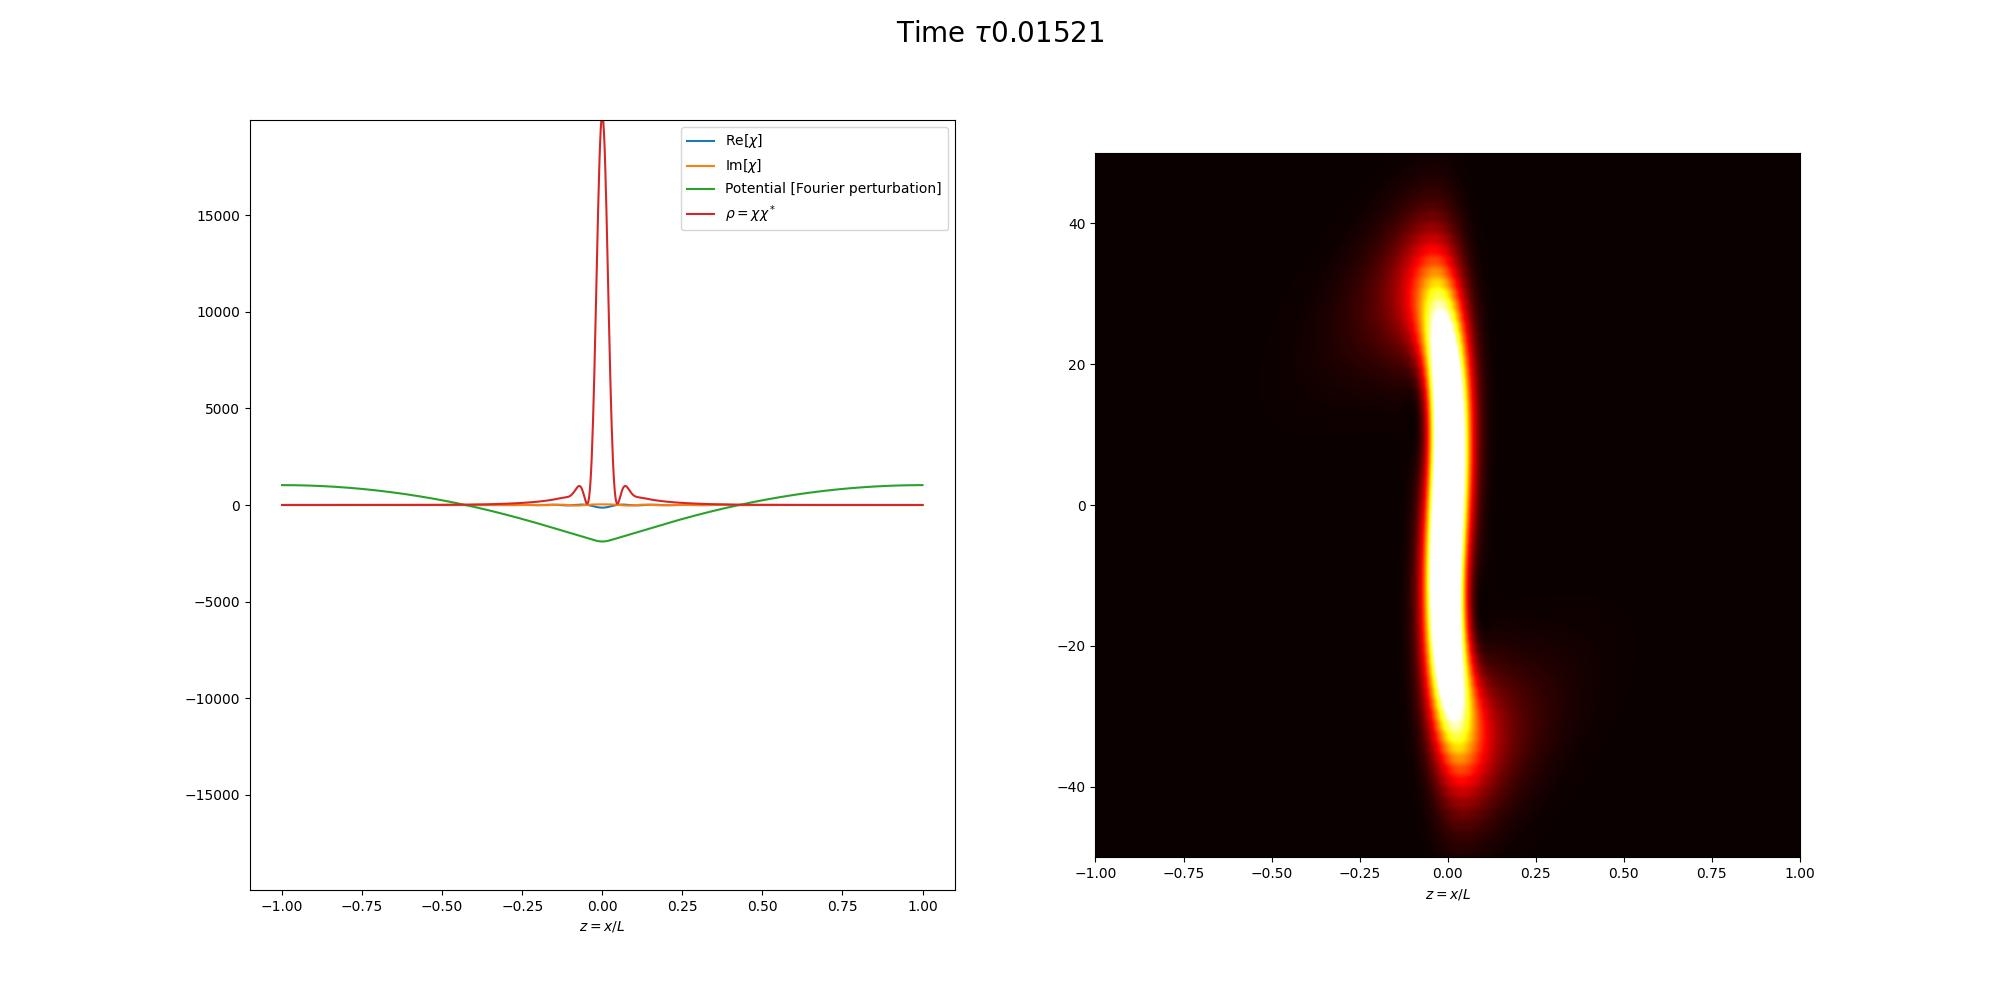 Time τ0.01521
Re[χ]
Im[χ]
Potential [Fourier perturbation]
ρ = χχ*
15000
10000
5000
0
−5000
−10000
−15000
−1.00 −0.75 −0.50 −0.25 0.00 0.25 0.50 0.75 1.00
z = x/L
40
20
0
−20
−40
−1.00 −0.75 −0.50 −0.25 0.00 0.25 0.50 0.75 1.00
z = x/L